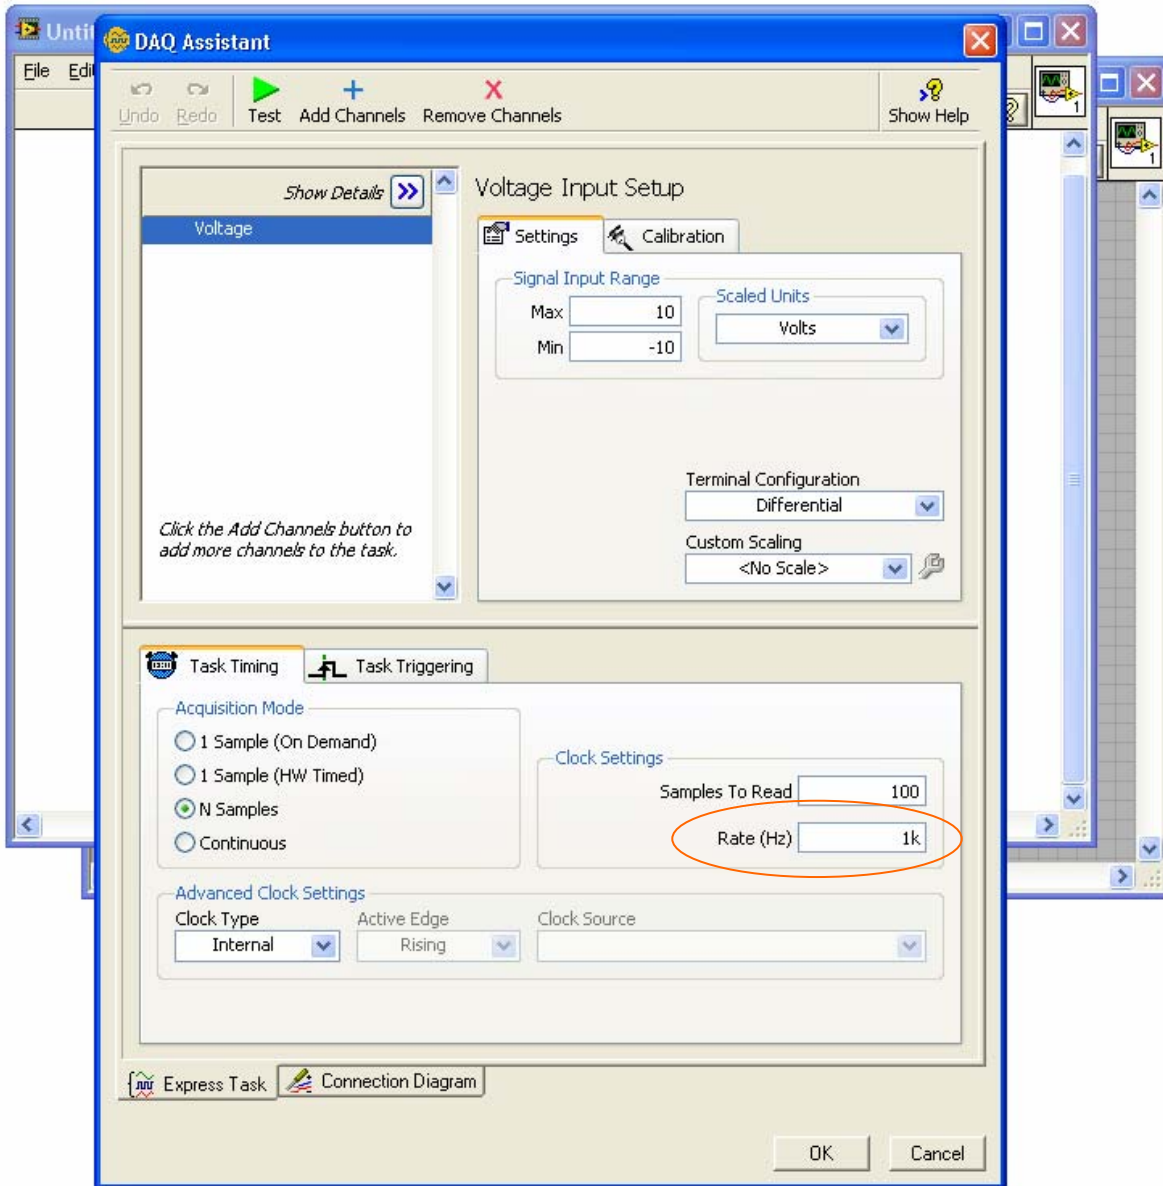 Unti
DAQ Assistant
File Edi
Undo Redo Test Add Channels Remove Channels Show Help
1
1
Show Details
Voltage
Click the Add Channels button to
add more channels to the task.
Voltage Input Setup
Settings Calibration
Signal Input Range
Max 10
Min -10
Scaled Units
Volts
Terminal Configuration
Differential
Custom Scaling
<No Scale>
Task Timing Task Triggering
Acquisition Mode
1 Sample (On Demand)
1 Sample (HW Timed)
N Samples
Continuous
Clock Settings
Samples To Read 100
Rate (Hz) 1k
Advanced Clock Settings
Clock Type Active Edge Clock Source
Internal Rising
Express Task Connection Diagram
OK Cancel